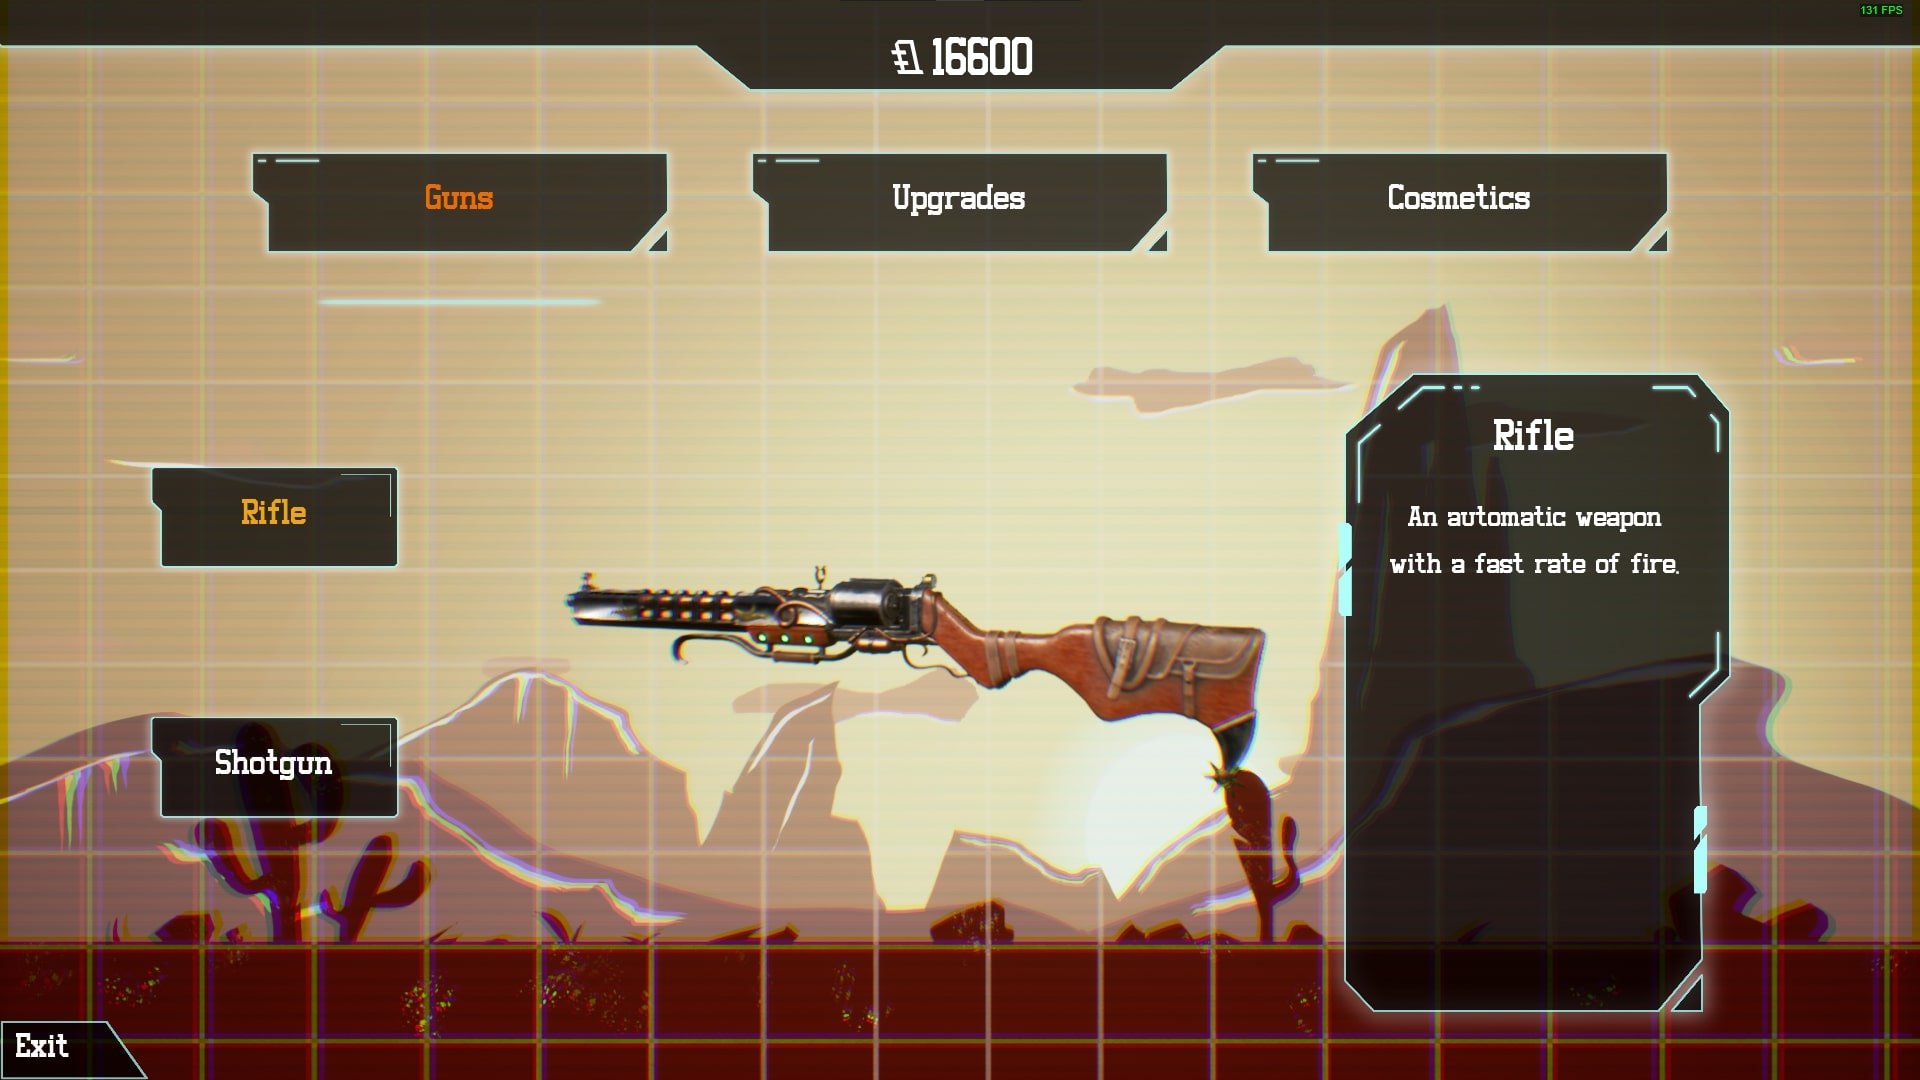 131 FPS
16600
Guns
Upgrades
Cosmetics
Rifle
Shotgun
Rifle
An automatic weapon
with a fast rate of fire.
Exit